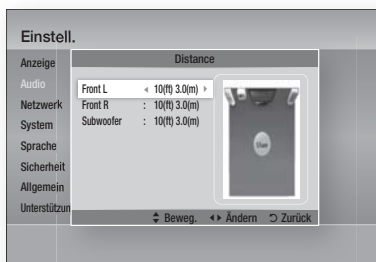 Einstell.
Anzeige
Audio
Netzwerk
System
Sprache
Sicherheit
Allgemein
Unterstützun
Distance
Front L ◂ 10(ft) 3.0(m) ▸
Front R : 10(ft) 3.0(m)
Subwoofer : 10(ft) 3.0(m)
User
Beweg. Ändern Zurück